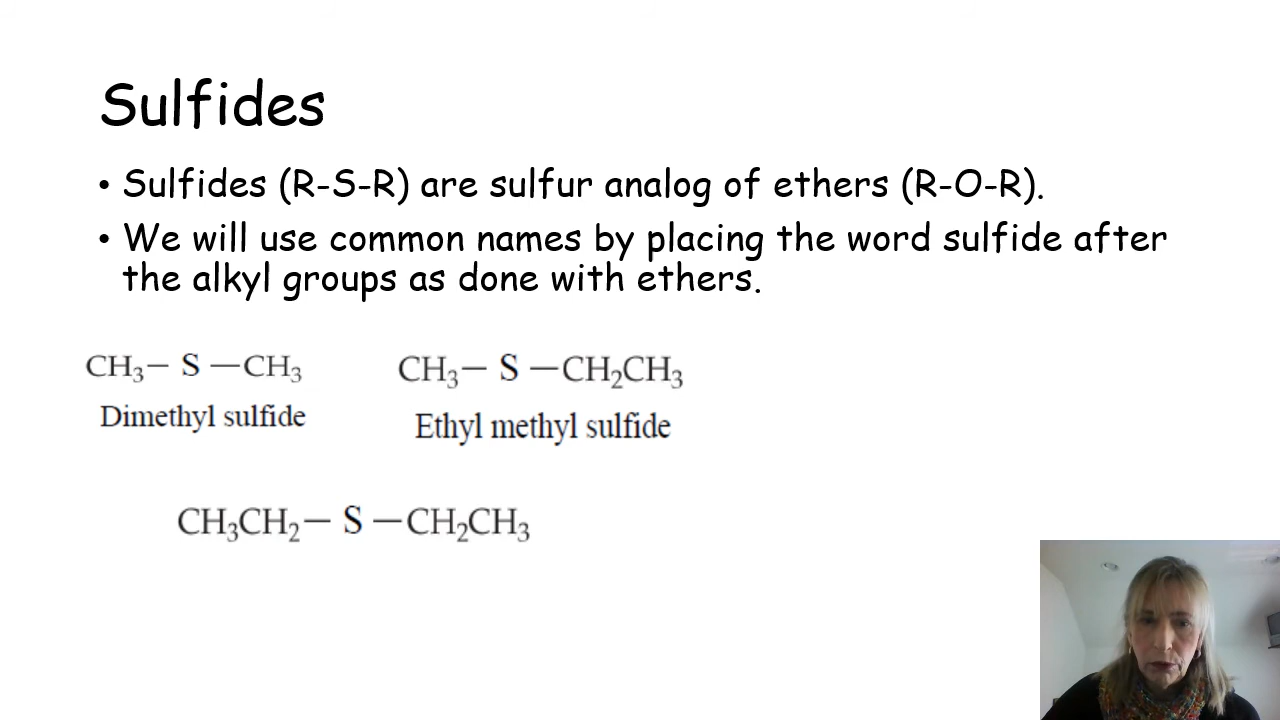 Sulfides
• Sulfides (R-S-R) are sulfur analog of ethers (R-O-R).
• We will use common names by placing the word sulfide after
the alkyl groups as done with ethers.
CH₃— S —CH₃
Dimethyl sulfide
CH₃— S —CH₂CH₃
Ethyl methyl sulfide
CH₃CH₂— S —CH₂CH₃